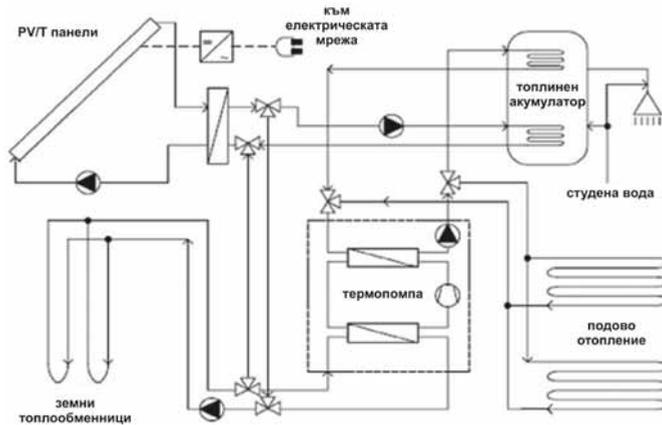 към
електрическата
мрежа
PV/T панели
топлинен
акумулатор
студена вода
термопомпа
подово
отопление
земни
топлообменници